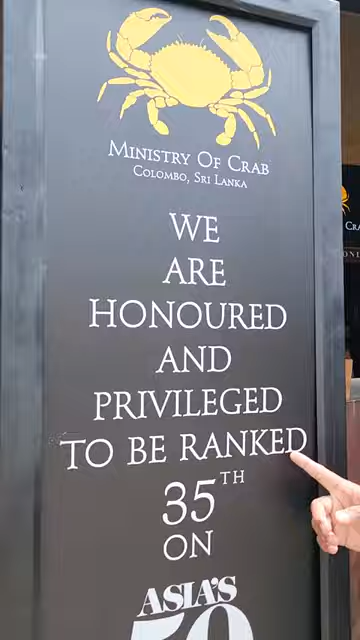 MINISTRY OF CRAB
COLOMBO, SRI LANKA
WE
ARE
HONOURED
AND
PRIVILEGED
TO BE RANKED
35TH
ON
ASIA'S
50